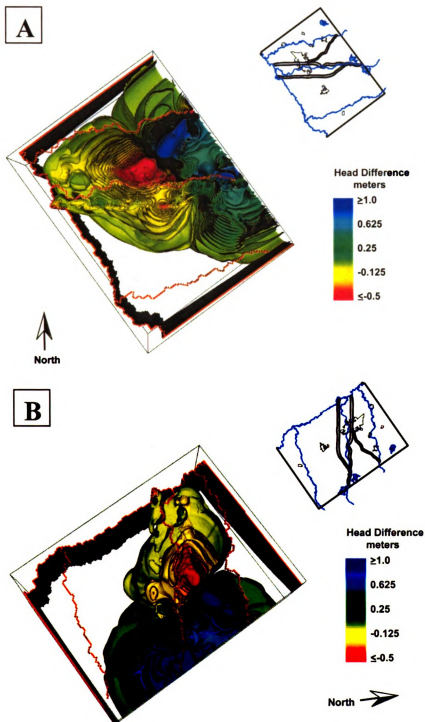 A
Head Difference
meters
≥1.0
0.625
0.25
-0.125
≤-0.5
North
B
Head Difference
meters
≥1.0
0.625
0.25
-0.125
≤-0.5
North